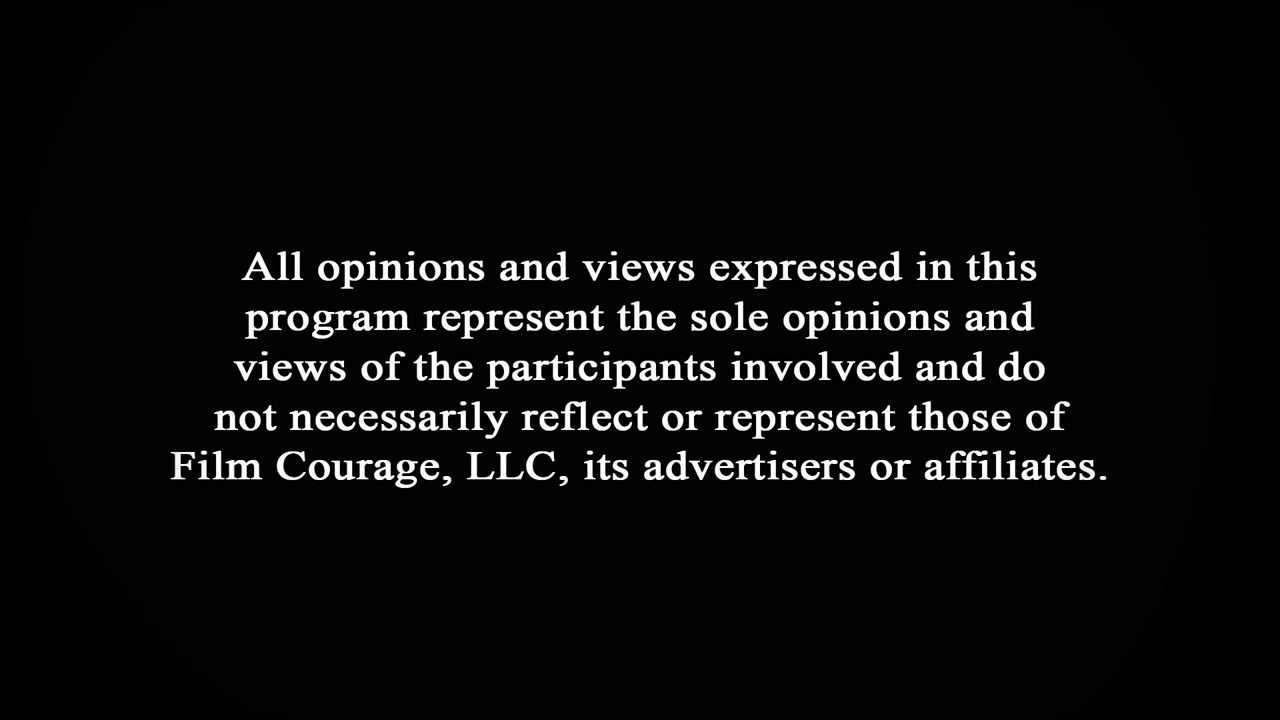 All opinions and views expressed in this
program represent the sole opinions and
views of the participants involved and do
not necessarily reflect or represent those of
Film Courage, LLC, its advertisers or affiliates.